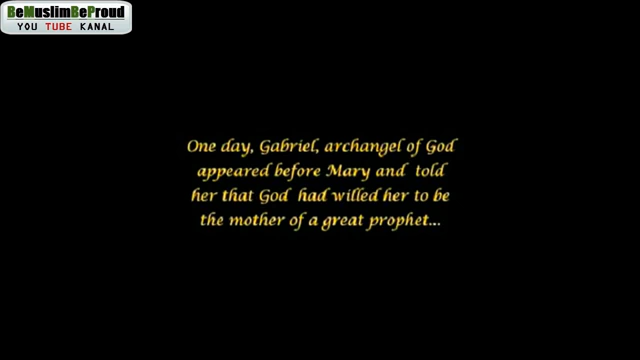 BeMuslimBeProud
YOU TUBE KANAL
One day, Gabriel, archangel of God
appeared before Mary and told
her that God had willed her to be
the mother of a great prophet...